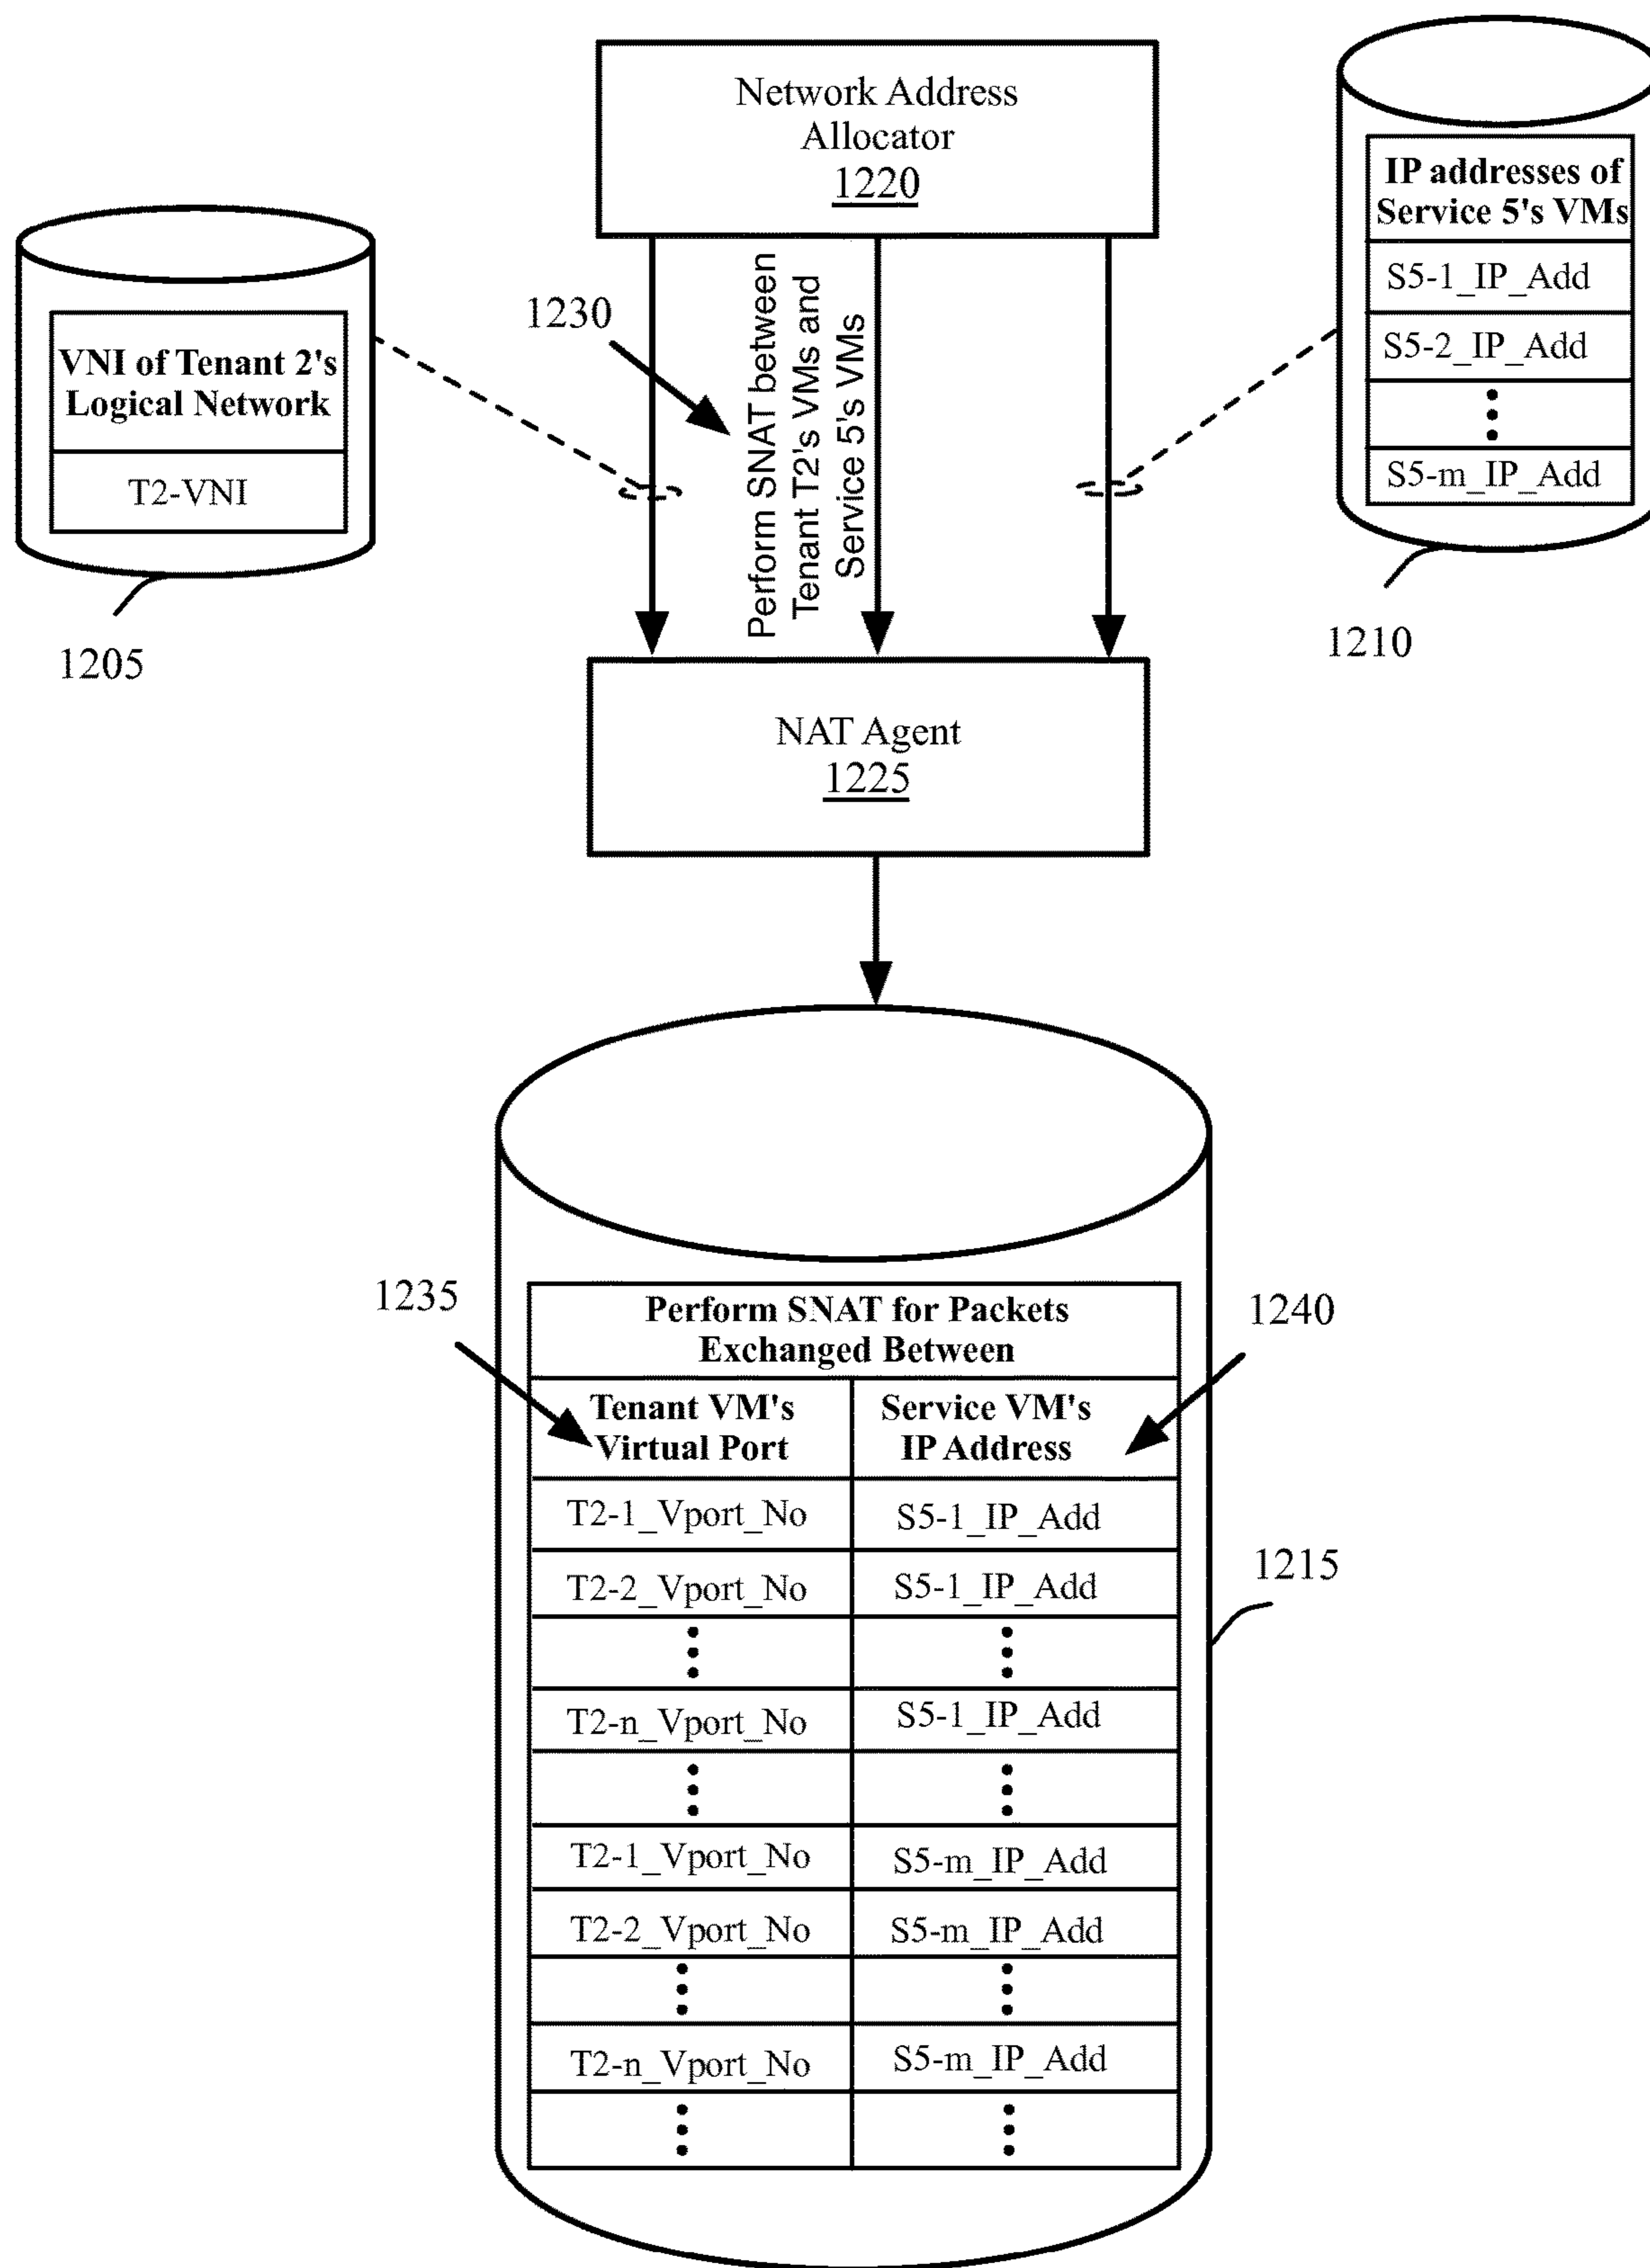 Network Address
Allocator
1220
IP addresses of
Service 5's VMs
S5-1_IP_Add
S5-2_IP_Add
S5-m_IP_Add
1210
VNI of Tenant 2's
Logical Network
T2-VNI
1205
1230
Perform SNAT between
Tenant T2's VMs and
Service 5's VMs
NAT Agent
1225
1235
1240
Perform SNAT for Packets
Exchanged Between
Tenant VM's
Virtual Port
Service VM's
IP Address
T2-1_Vport_No
S5-1_IP_Add
T2-2_Vport_No
S5-1_IP_Add
T2-n_Vport_No
S5-1_IP_Add
T2-1_Vport_No
S5-m_IP_Add
T2-2_Vport_No
S5-m_IP_Add
T2-n_Vport_No
S5-m_IP_Add
1215